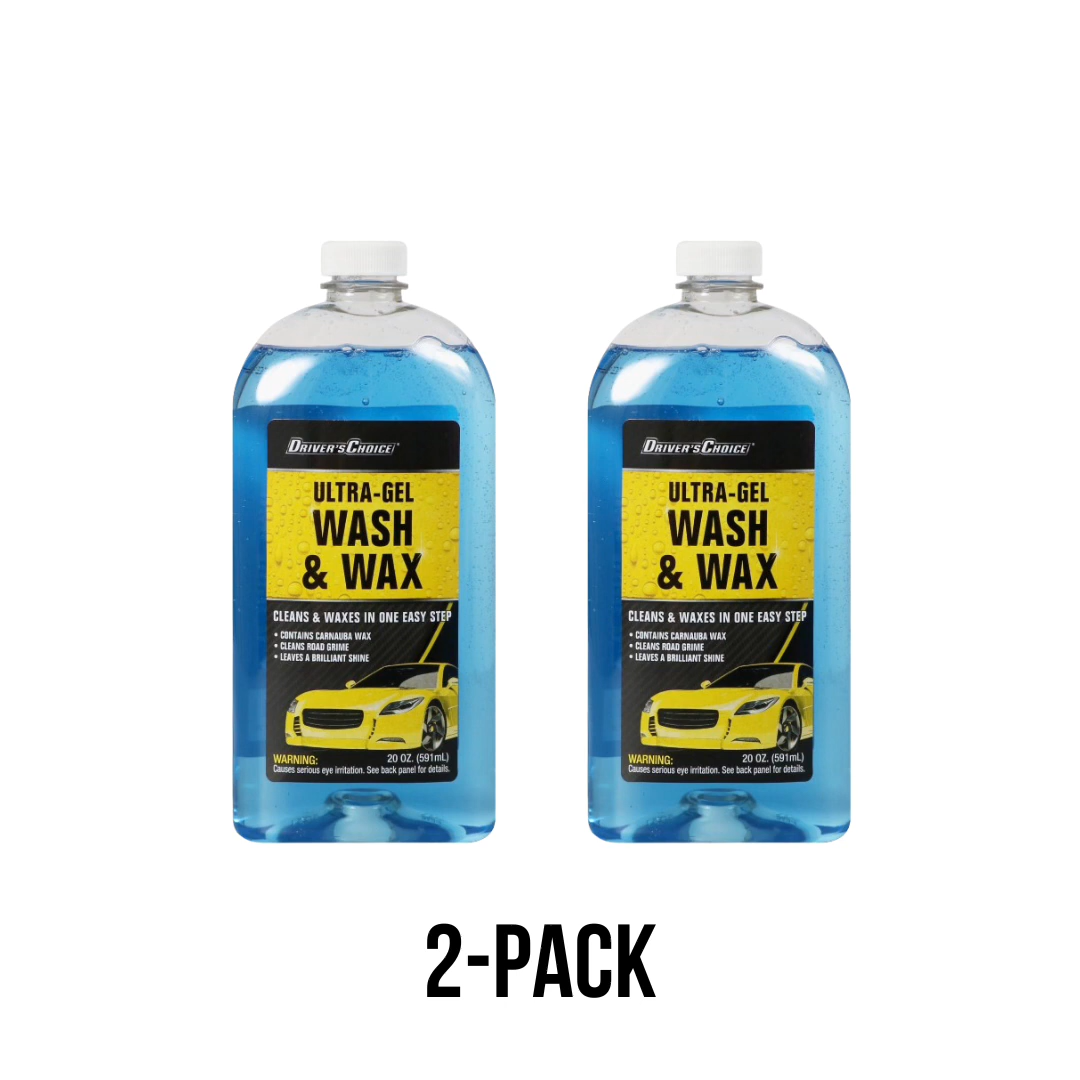 DRIVER'S CHOICE
ULTRA-GEL
WASH
& WAX
CLEANS & WAXES IN ONE EASY STEP
• CONTAINS CARNAUBA WAX
• CLEANS ROAD GRIME
• LEAVES A BRILLIANT SHINE
WARNING: 20 OZ. (591mL)
Causes serious eye irritation. See back panel for details.
DRIVER'S CHOICE
ULTRA-GEL
WASH
& WAX
CLEANS & WAXES IN ONE EASY STEP
• CONTAINS CARNAUBA WAX
• CLEANS ROAD GRIME
• LEAVES A BRILLIANT SHINE
WARNING: 20 OZ. (591mL)
Causes serious eye irritation. See back panel for details.
2-PACK